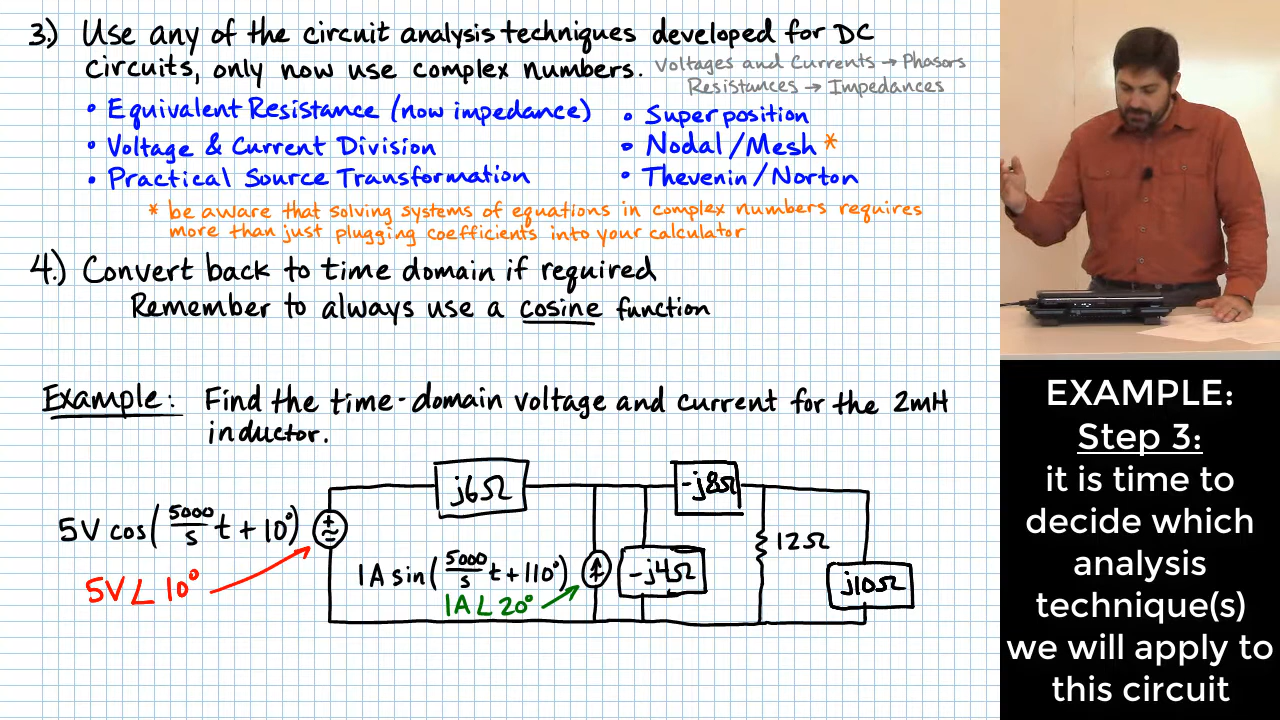 3.) Use any of the circuit analysis techniques developed for DC
circuits, only now use complex numbers.
Voltages and Currents → Phasors
Resistances → Impedances
• Equivalent Resistance (now impedance)
• Voltage & Current Division
• Practical Source Transformation
• Superposition
• Nodal/Mesh *
• Thevenin/Norton
* be aware that solving systems of equations in complex numbers requires
more than just plugging coefficients into your calculator
4.) Convert back to time domain if required
Remember to always use a cosine function
Example: Find the time-domain voltage and current for the 2mH
inductor.
j6Ω
-j8Ω
5V cos(5000/s t + 10°)
+
12Ω
1A sin(5000/s t + 110°)
-j4Ω
j10Ω
5V∠10°
1A∠20°
EXAMPLE:
Step 3:
it is time to
decide which
analysis
technique(s)
we will apply to
this circuit